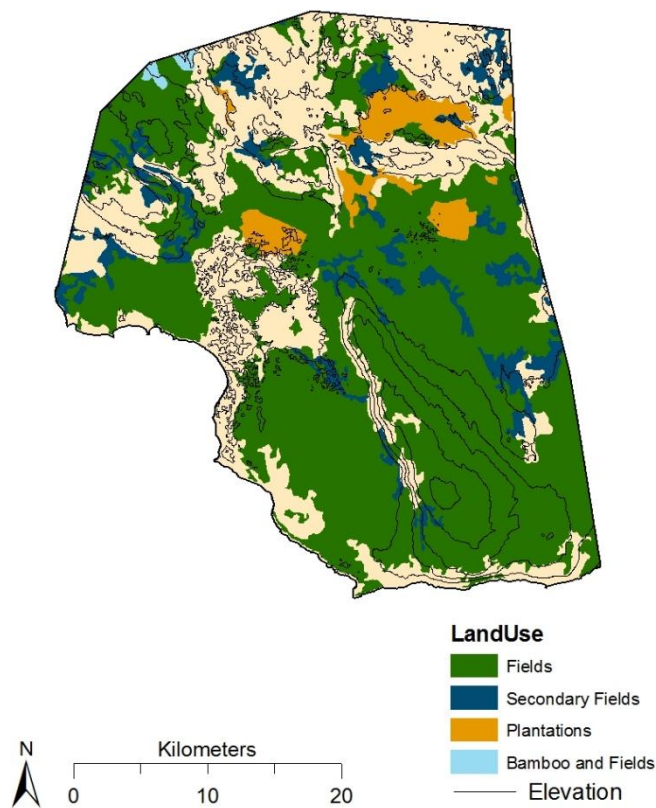 LandUse
Fields
Secondary Fields
Plantations
Bamboo and Fields
Elevation
N
Kilometers
0 10 20